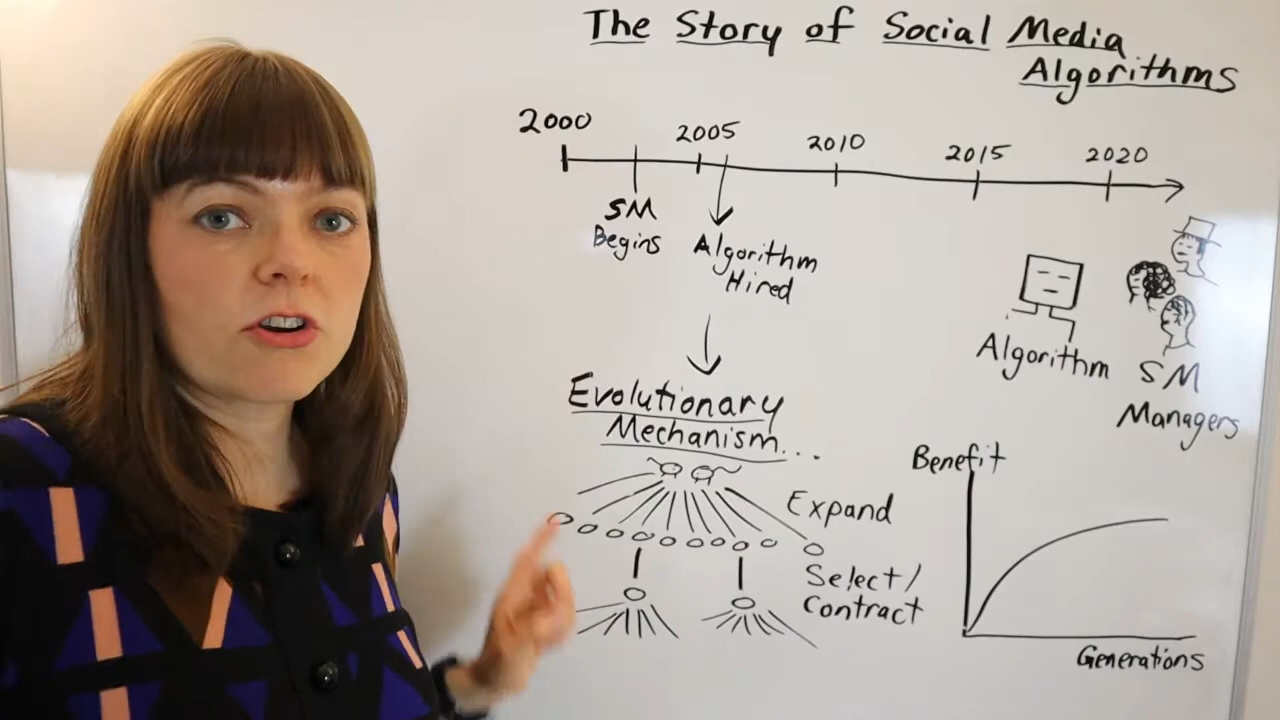 The Story of Social Media
Algorithms
2000
2005
2010
2015
2020
SM
Begins
Algorithm
Hired
Algorithm
SM
Managers
Evolutionary
Mechanism...
Expand
Select/
Contract
Benefit
Generations